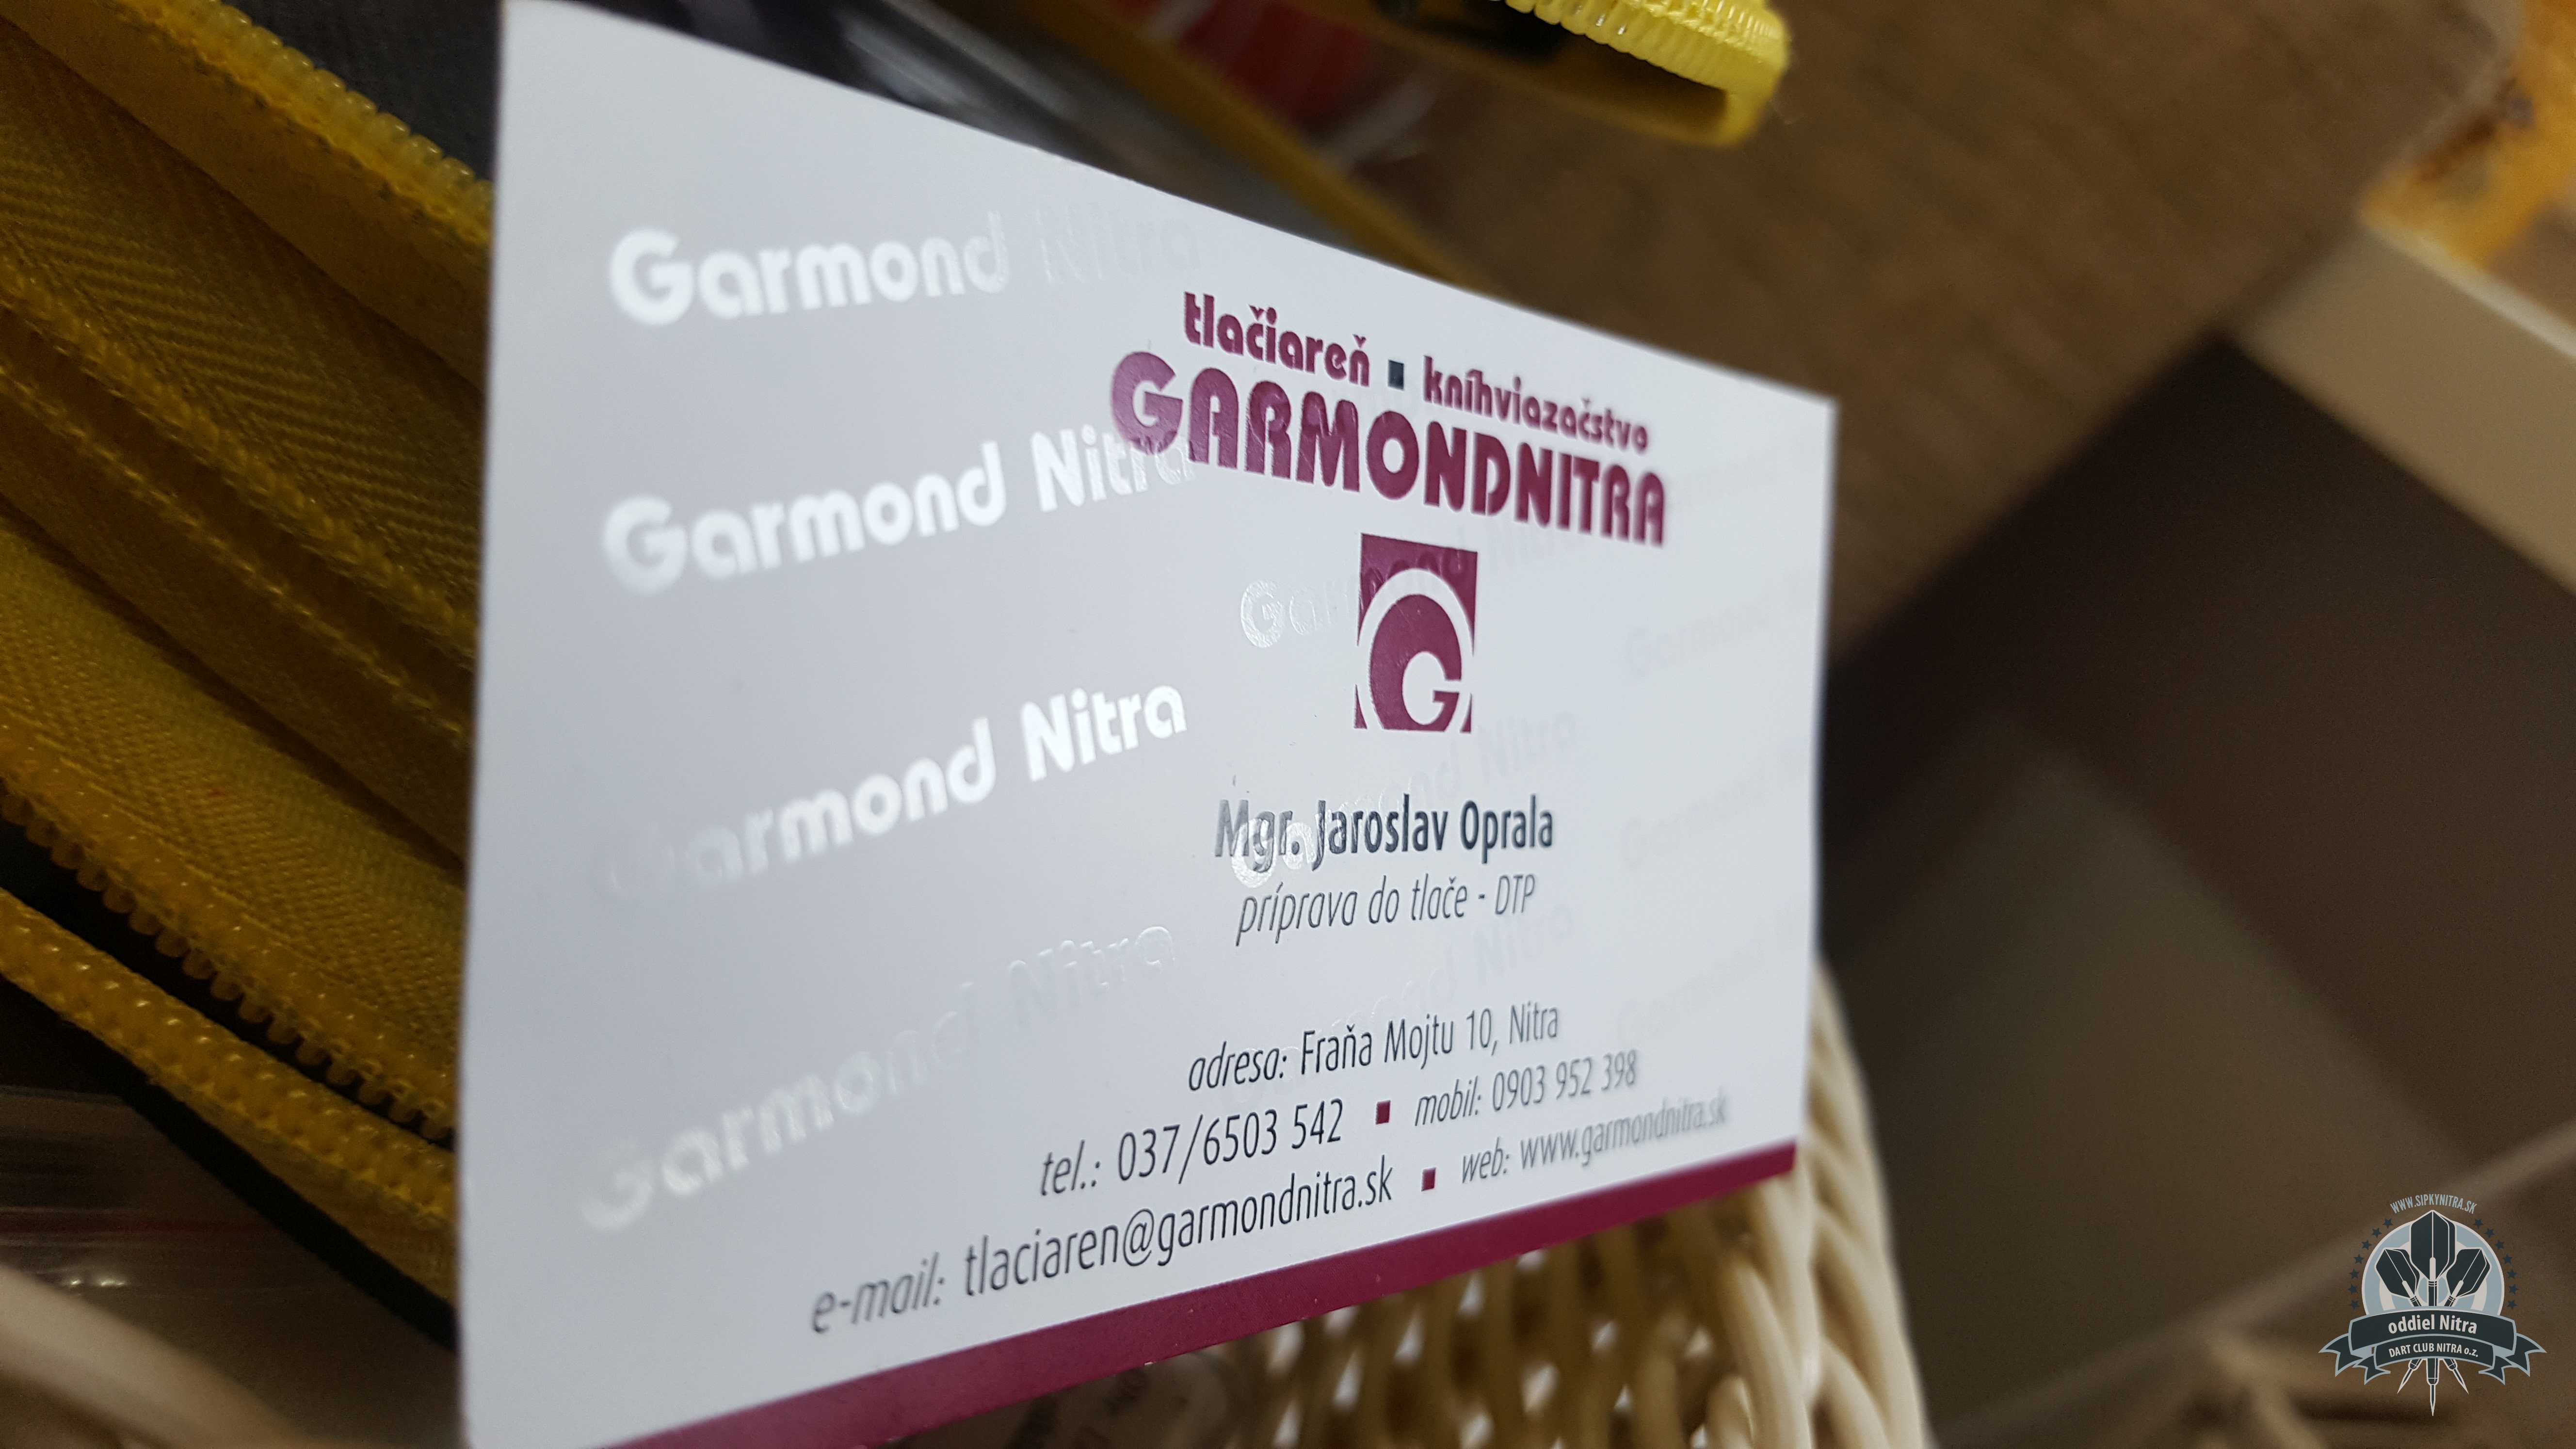 Garmond Nitra
tlačiareň ▪ kníhviazačstvo
GARMONDNITRA
Garmond Nitra
G
Garmond Nitra
Mgr. Jaroslav Oprala
príprava do tlače - DTP
Garmond Nitra
adresa: Fraňa Mojtu 10, Nitra
tel.: 037/6503 542 ▪ mobil: 0903 952 398
e-mail: tlaciaren@garmondnitra.sk ▪ web: www.garmondnitra.sk
WWW.SIPKYNITRA.SK
oddiel Nitra
DART CLUB NITRA o.z.